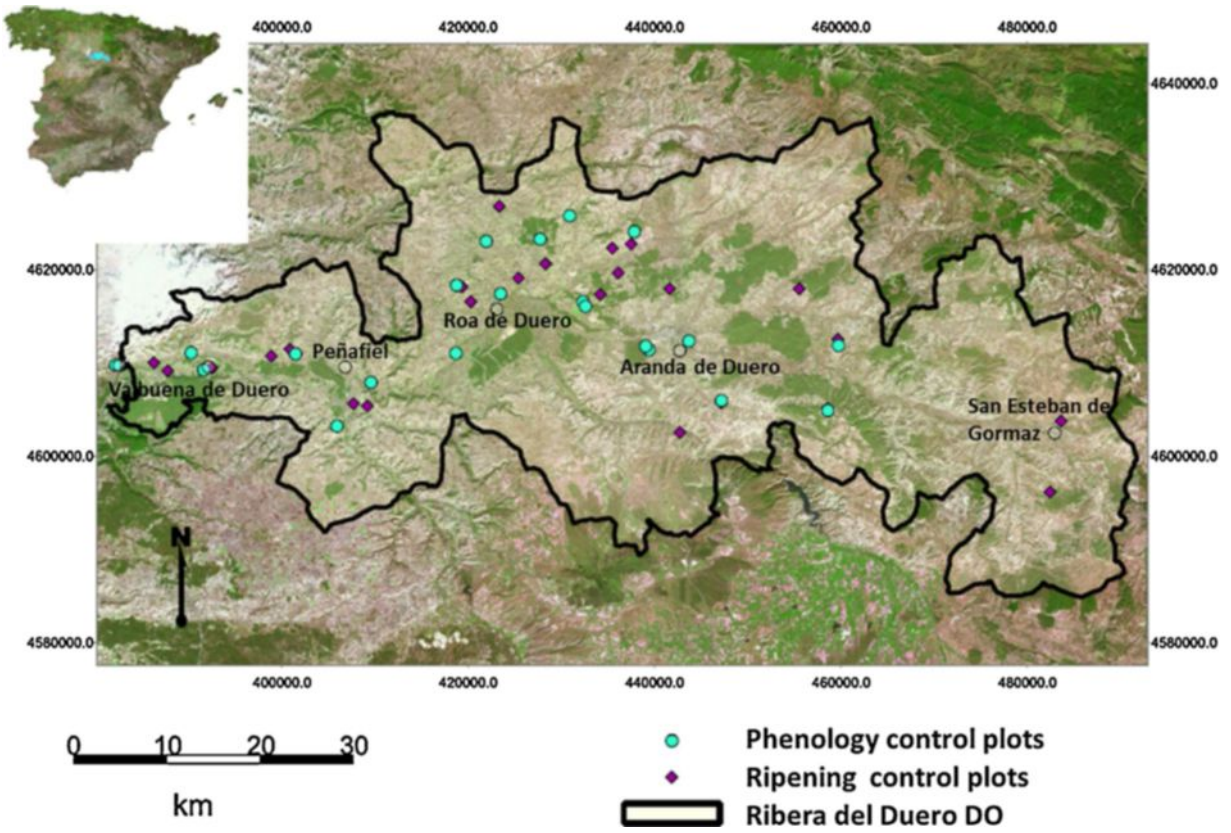 400000.0 420000.0 440000.0 460000.0 480000.0
4640000.0
4620000.0 4620000.0
Roa de Duero
Peñafiel
Aranda de Duero
Valbuena de Duero
San Esteban de
Gormaz
4600000.0 4600000.0
N
4580000.0 4580000.0
400000.0 420000.0 440000.0 460000.0 480000.0
0 10 20 30
km
Phenology control plots
Ripening control plots
Ribera del Duero DO